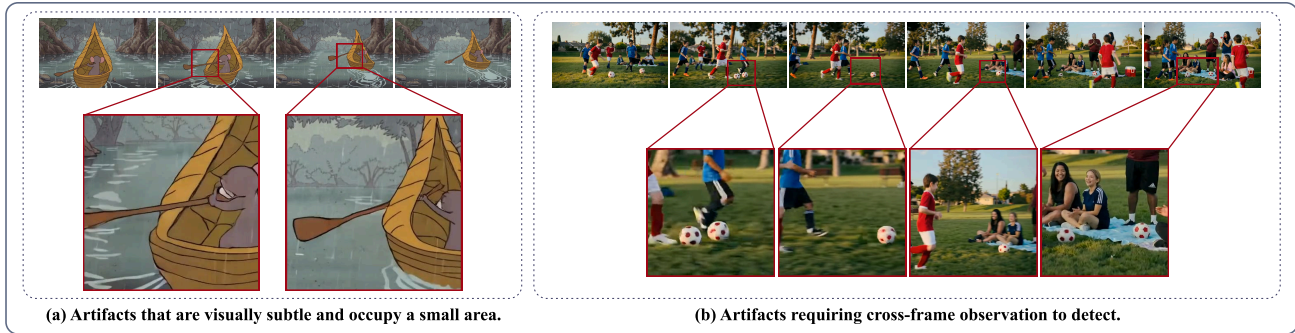 (a) Artifacts that are visually subtle and occupy a small area.
(b) Artifacts requiring cross-frame observation to detect.